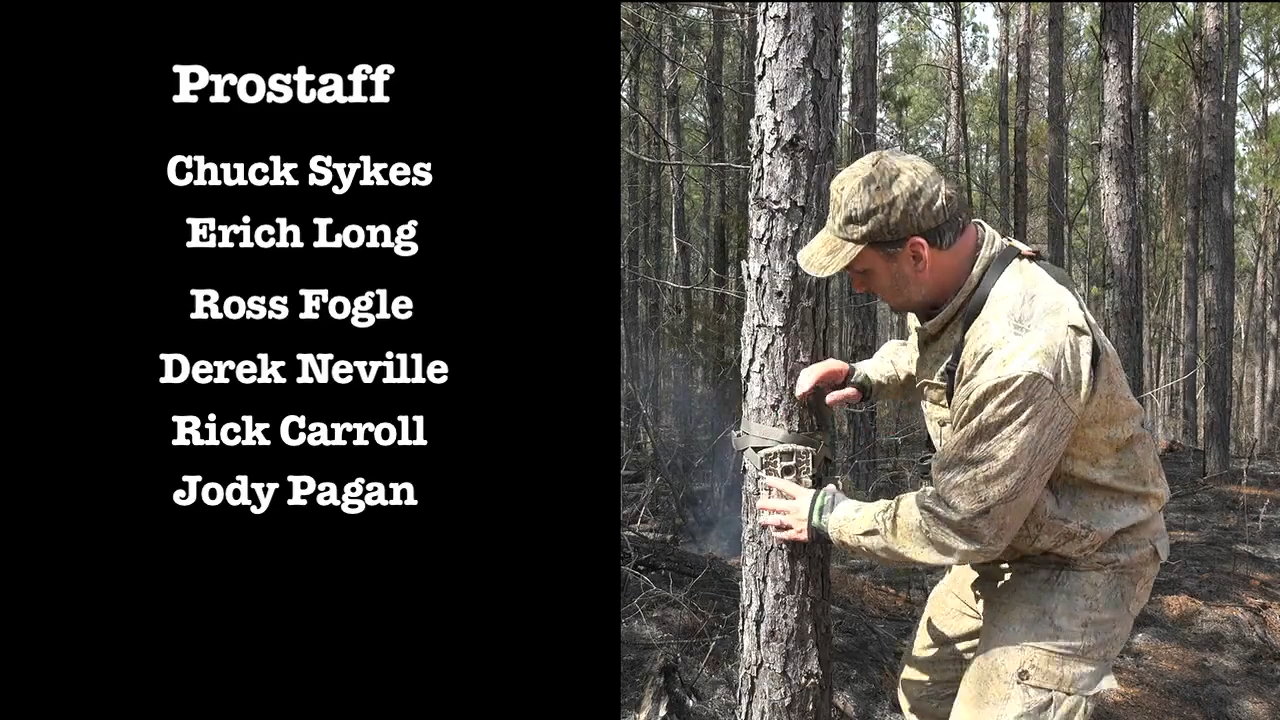 Prostaff
Chuck Sykes
Erich Long
Ross Fogle
Derek Neville
Rick Carroll
Jody Pagan